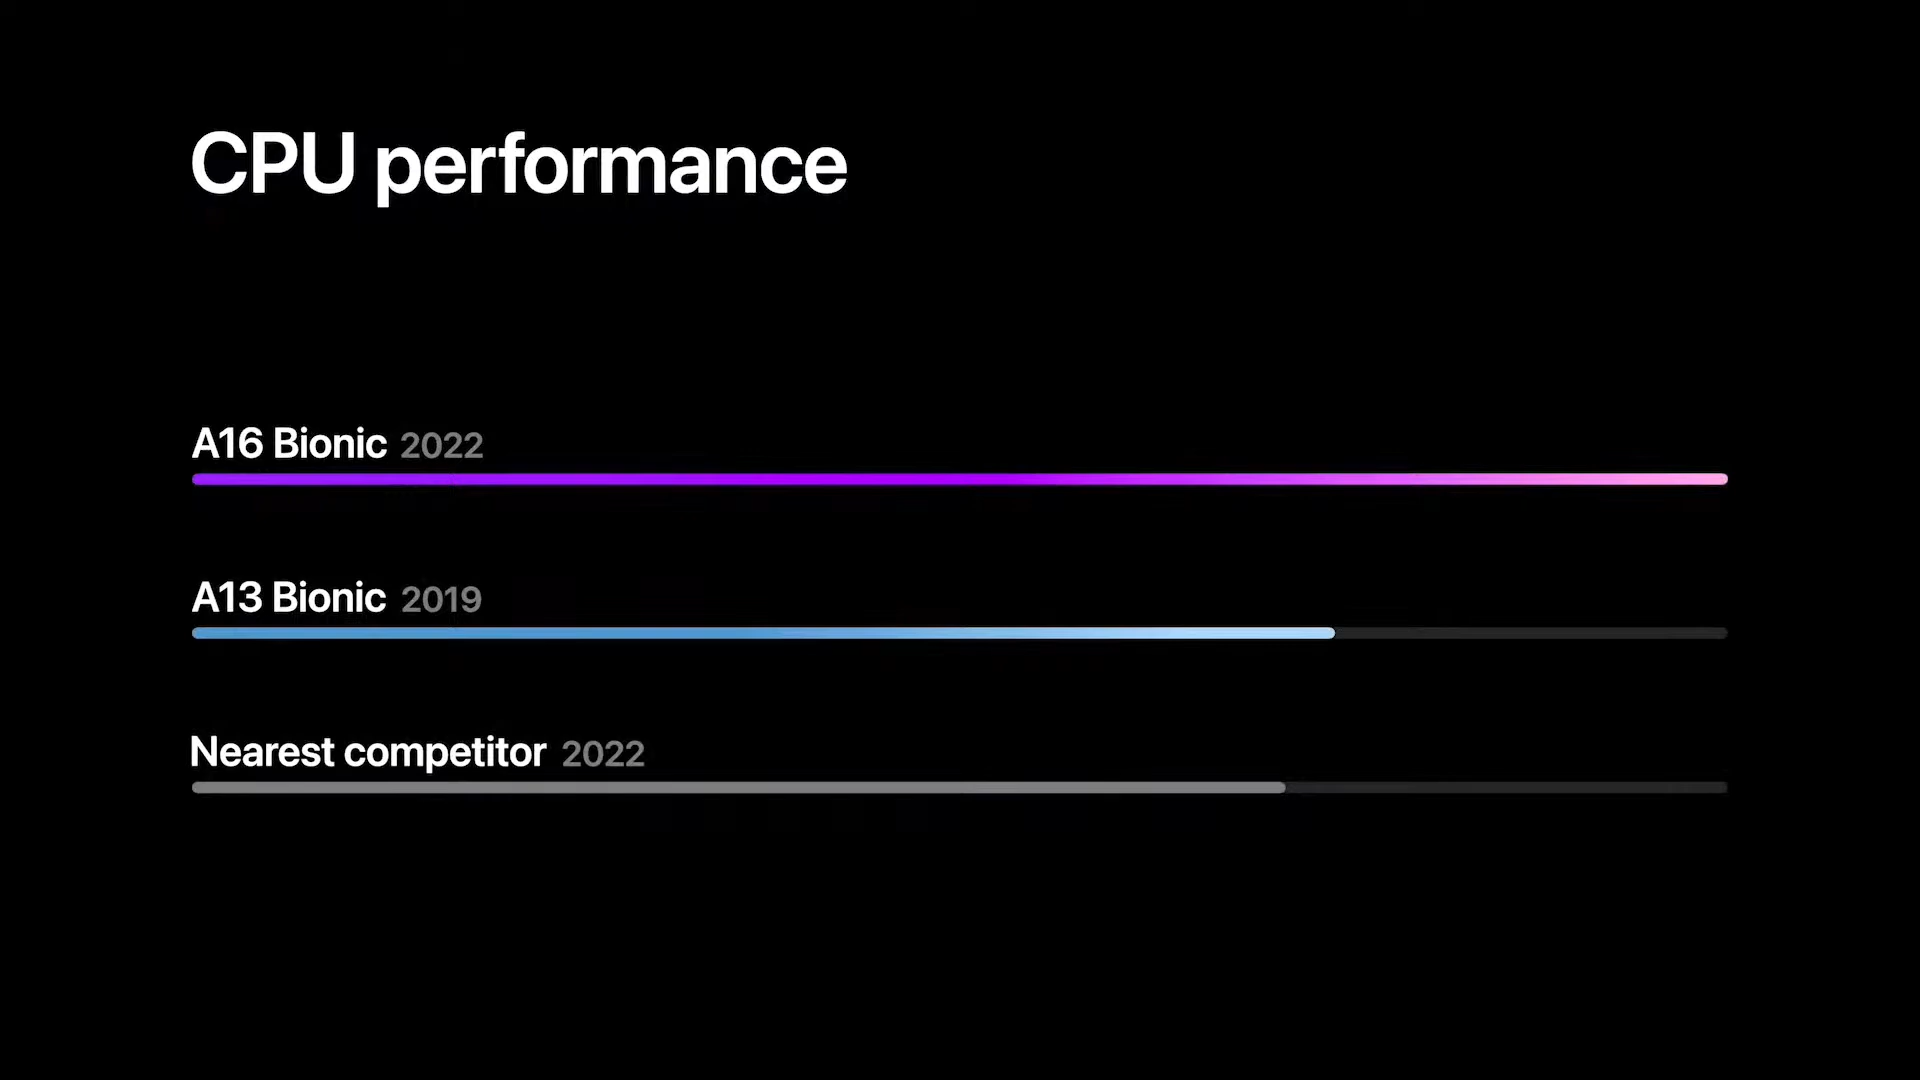 CPU performance
A16 Bionic 2022
A13 Bionic 2019
Nearest competitor 2022